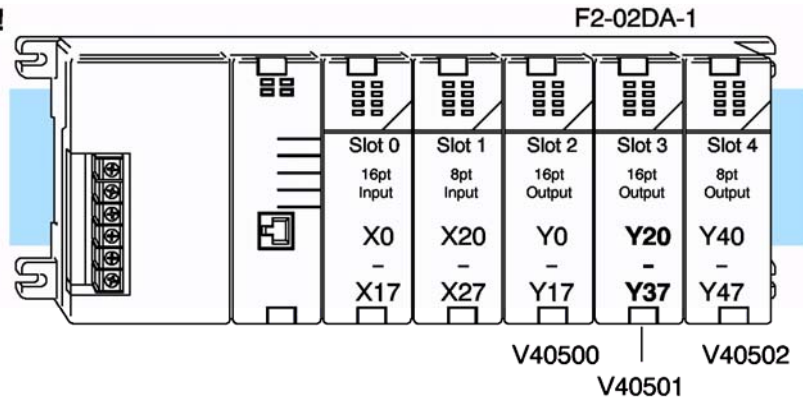 !
F2-02DA-1
Slot 0
16pt
Input
X0
-
X17
Slot 1
8pt
Input
X20
-
X27
Slot 2
16pt
Output
Y0
-
Y17
Slot 3
16pt
Output
Y20
-
Y37
Slot 4
8pt
Output
Y40
-
Y47
V40500
V40501
V40502